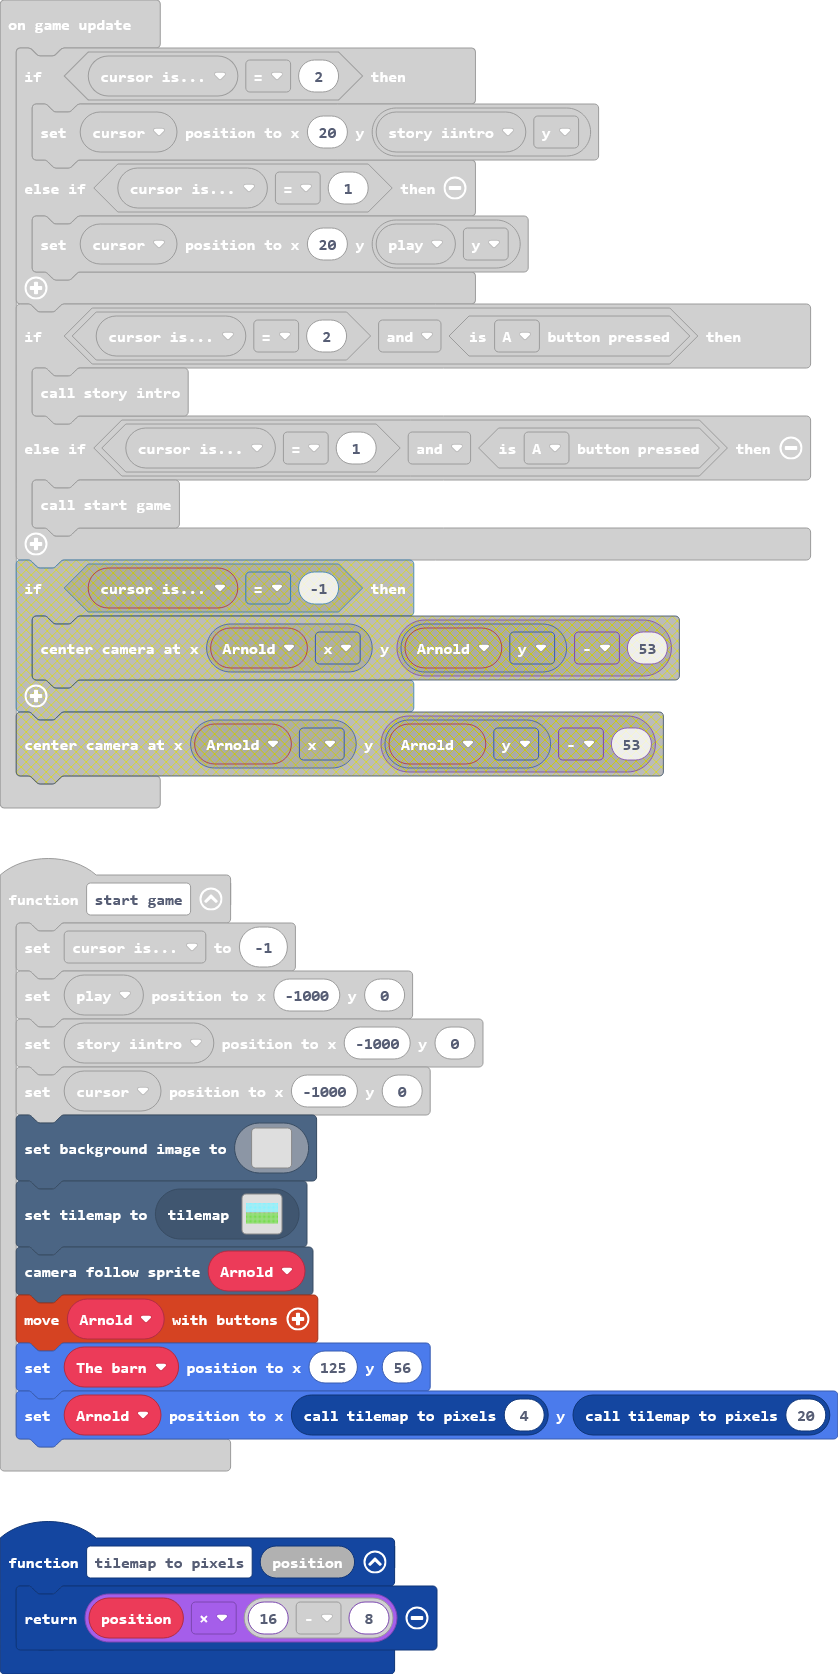 on game update
if cursor is... = 2 then
set cursor position to x 20 y story iintro y
else if cursor is... = 1 then
set cursor position to x 20 y play y
if cursor is... = 2 and is A button pressed then
call story intro
else if cursor is... = 1 and is A button pressed then
call start game
if cursor is... = -1 then
center camera at x Arnold x y Arnold y - 53
center camera at x Arnold x y Arnold y - 53
function start game
set cursor is... to -1
set play position to x -1000 y 0
set story iintro position to x -1000 y 0
set cursor position to x -1000 y 0
set background image to
set tilemap to tilemap
camera follow sprite Arnold
move Arnold with buttons
set The barn position to x 125 y 56
set Arnold position to x call tilemap to pixels 4 y call tilemap to pixels 20
function tilemap to pixels position
return position × 16 - 8